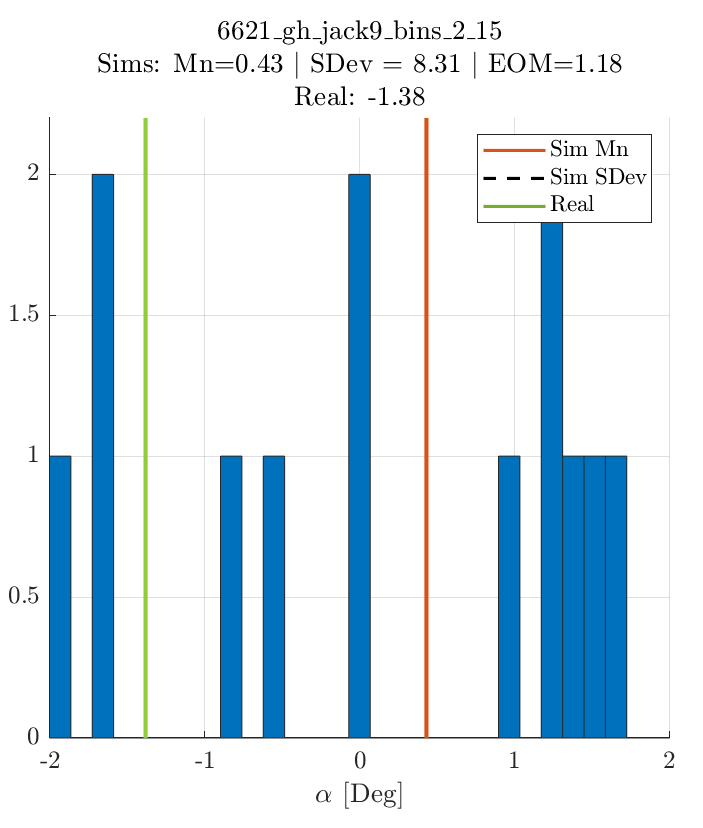 6621_gh_jack9_bins_2_15
Sims: Mn=0.43 | SDev = 8.31 | EOM=1.18
Real: -1.38
Sim Mn
Sim SDev
Real
2
1.5
1
0.5
0
-2 -1 0 1 2
α [Deg]